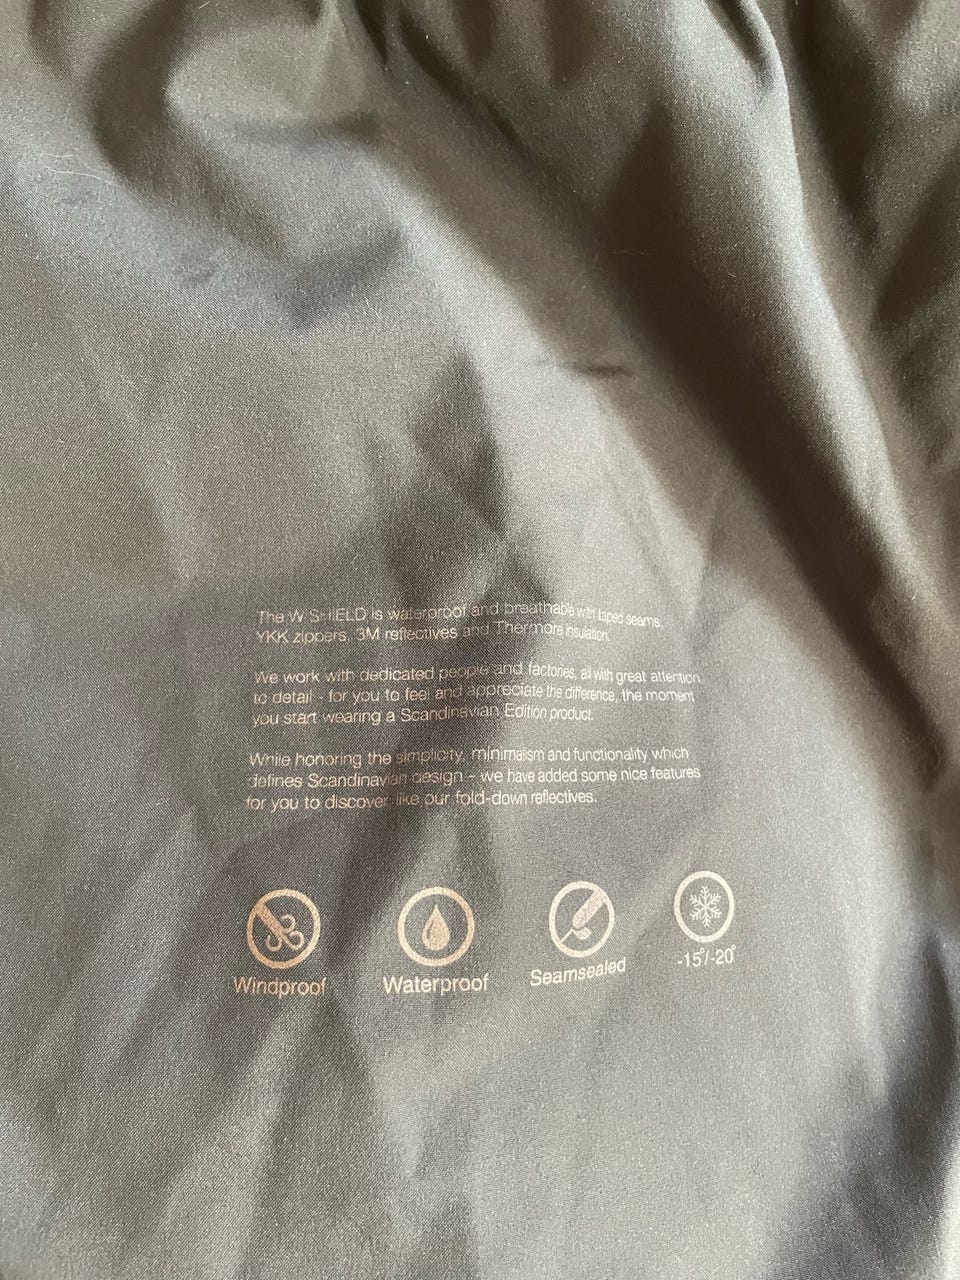 The W SHIELD is waterproof and breathable with taped seams,
YKK zippers, 3M reflectives and Thermore insulation.
We work with dedicated people and factories, all with great attention
to detail - for you to feel and appreciate the difference, the moment
you start wearing a Scandinavian Edition product.
While honoring the simplicity, minimalism and functionality which
defines Scandinavian design - we have added some nice features
for you to discover like our fold-down reflectives.
Windproof
Waterproof
Seamsealed
-15°/-20°